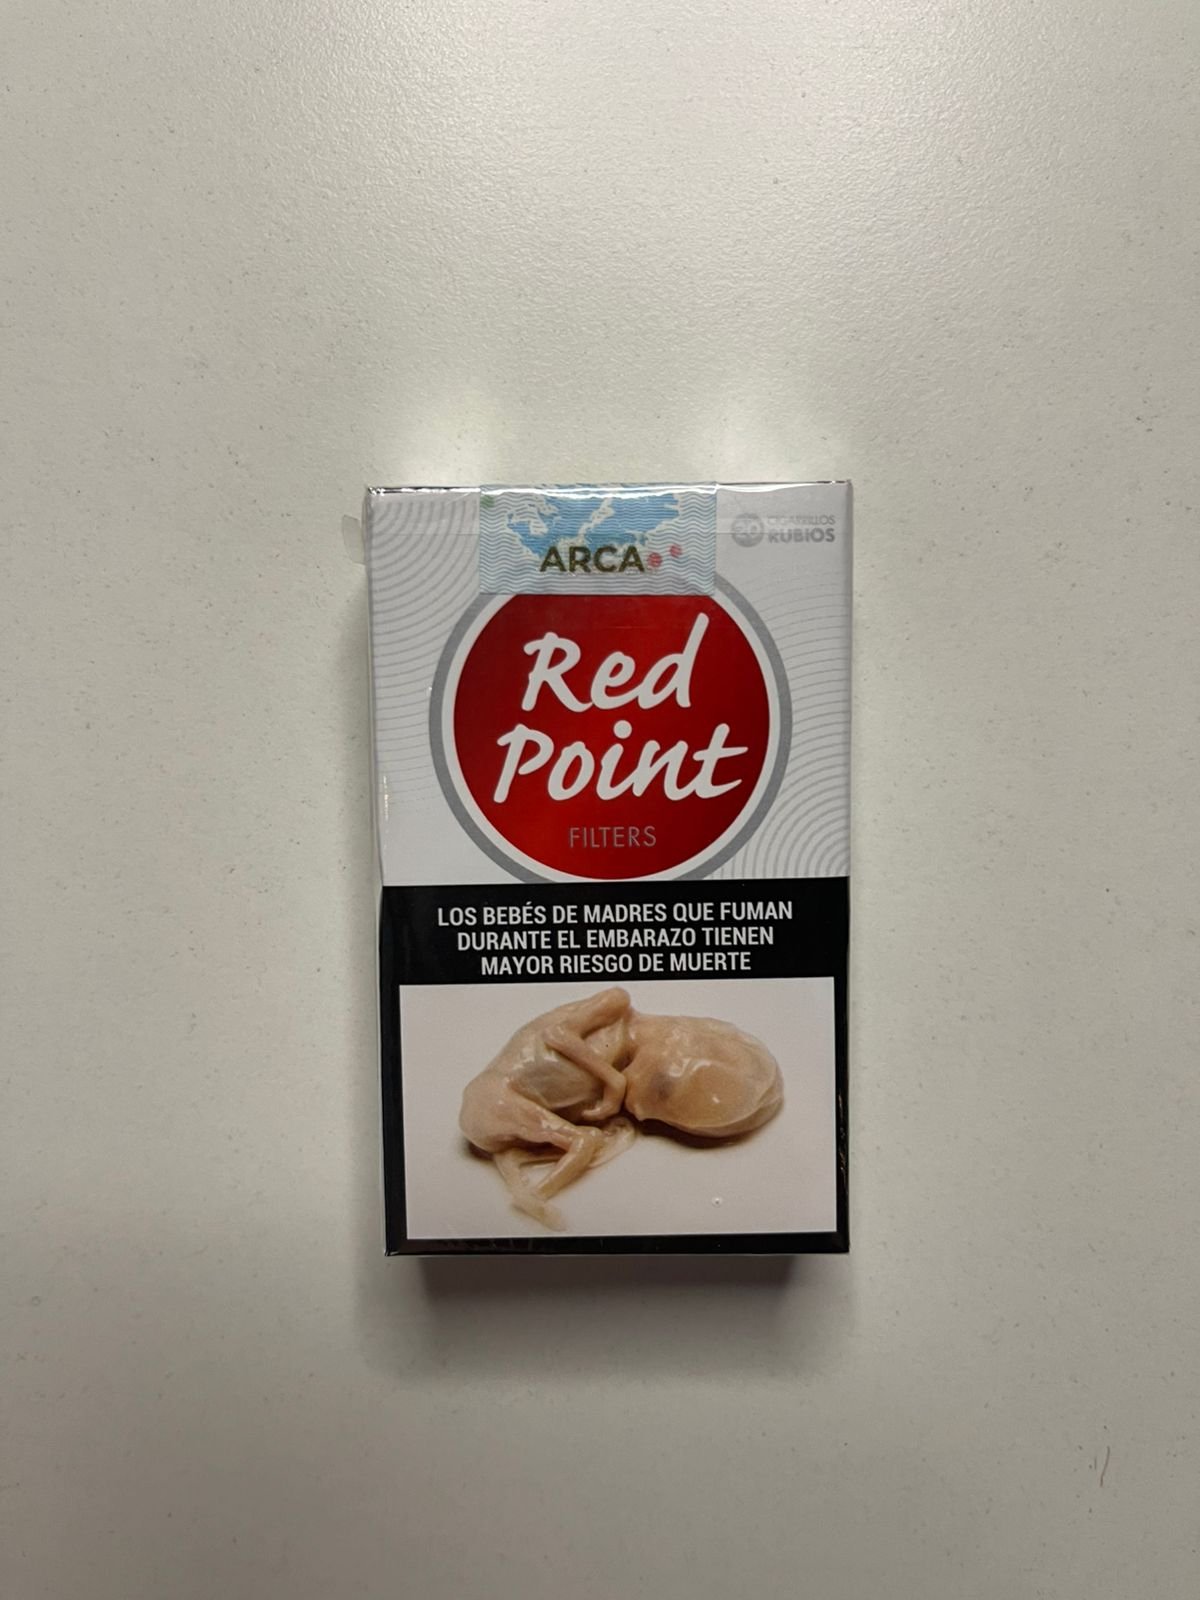 ARCA
20 CIGARRILLOS
RUBIOS
Red
Point
FILTERS
LOS BEBÉS DE MADRES QUE FUMAN
DURANTE EL EMBARAZO TIENEN
MAYOR RIESGO DE MUERTE